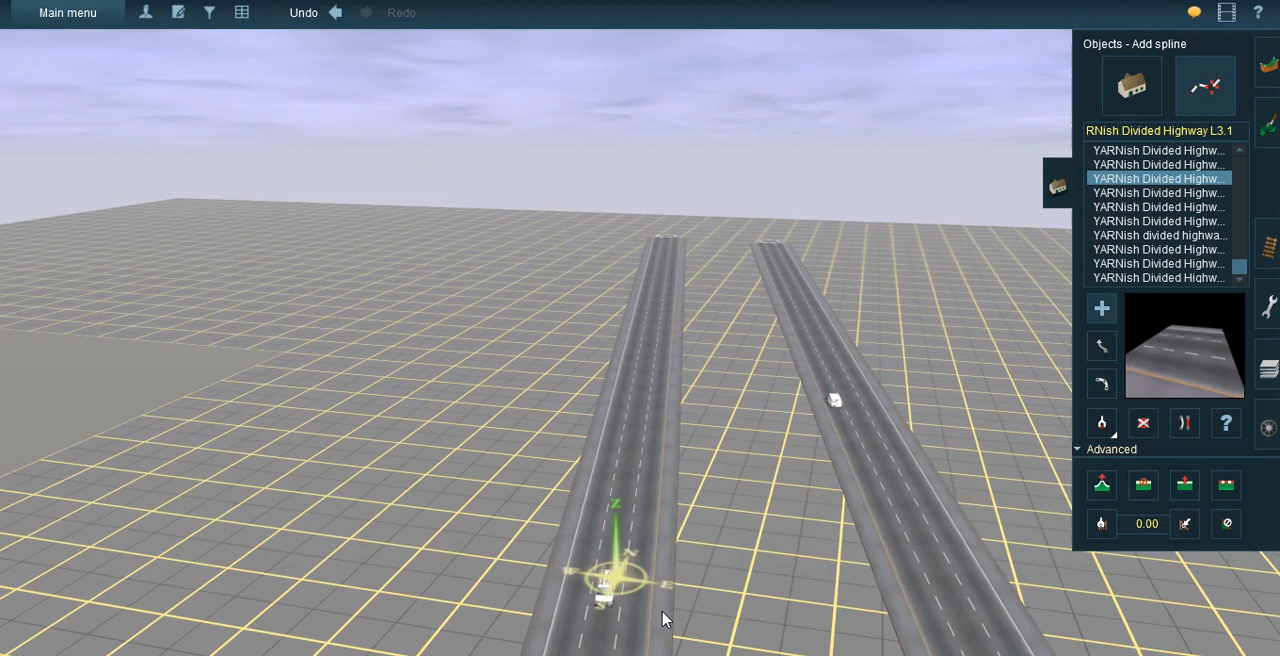 Main menu
Undo
Redo
?
Objects - Add spline
RNish Divided Highway L3.1
YARNish Divided Highw...
YARNish Divided Highw...
YARNish Divided Highw...
YARNish Divided Highw...
YARNish Divided Highw...
YARNish Divided Highw...
YARNish divided highwa...
YARNish Divided Highw...
YARNish Divided Highw...
YARNish Divided Highw...
?
Advanced
0.00
Z
N
W
E
S